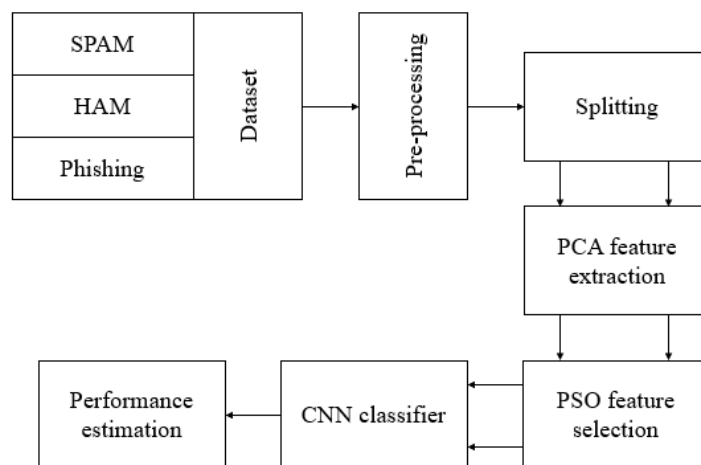 SPAM
HAM
Phishing
Dataset
Pre-processing
Splitting
PCA feature
extraction
PSO feature
selection
CNN classifier
Performance
estimation